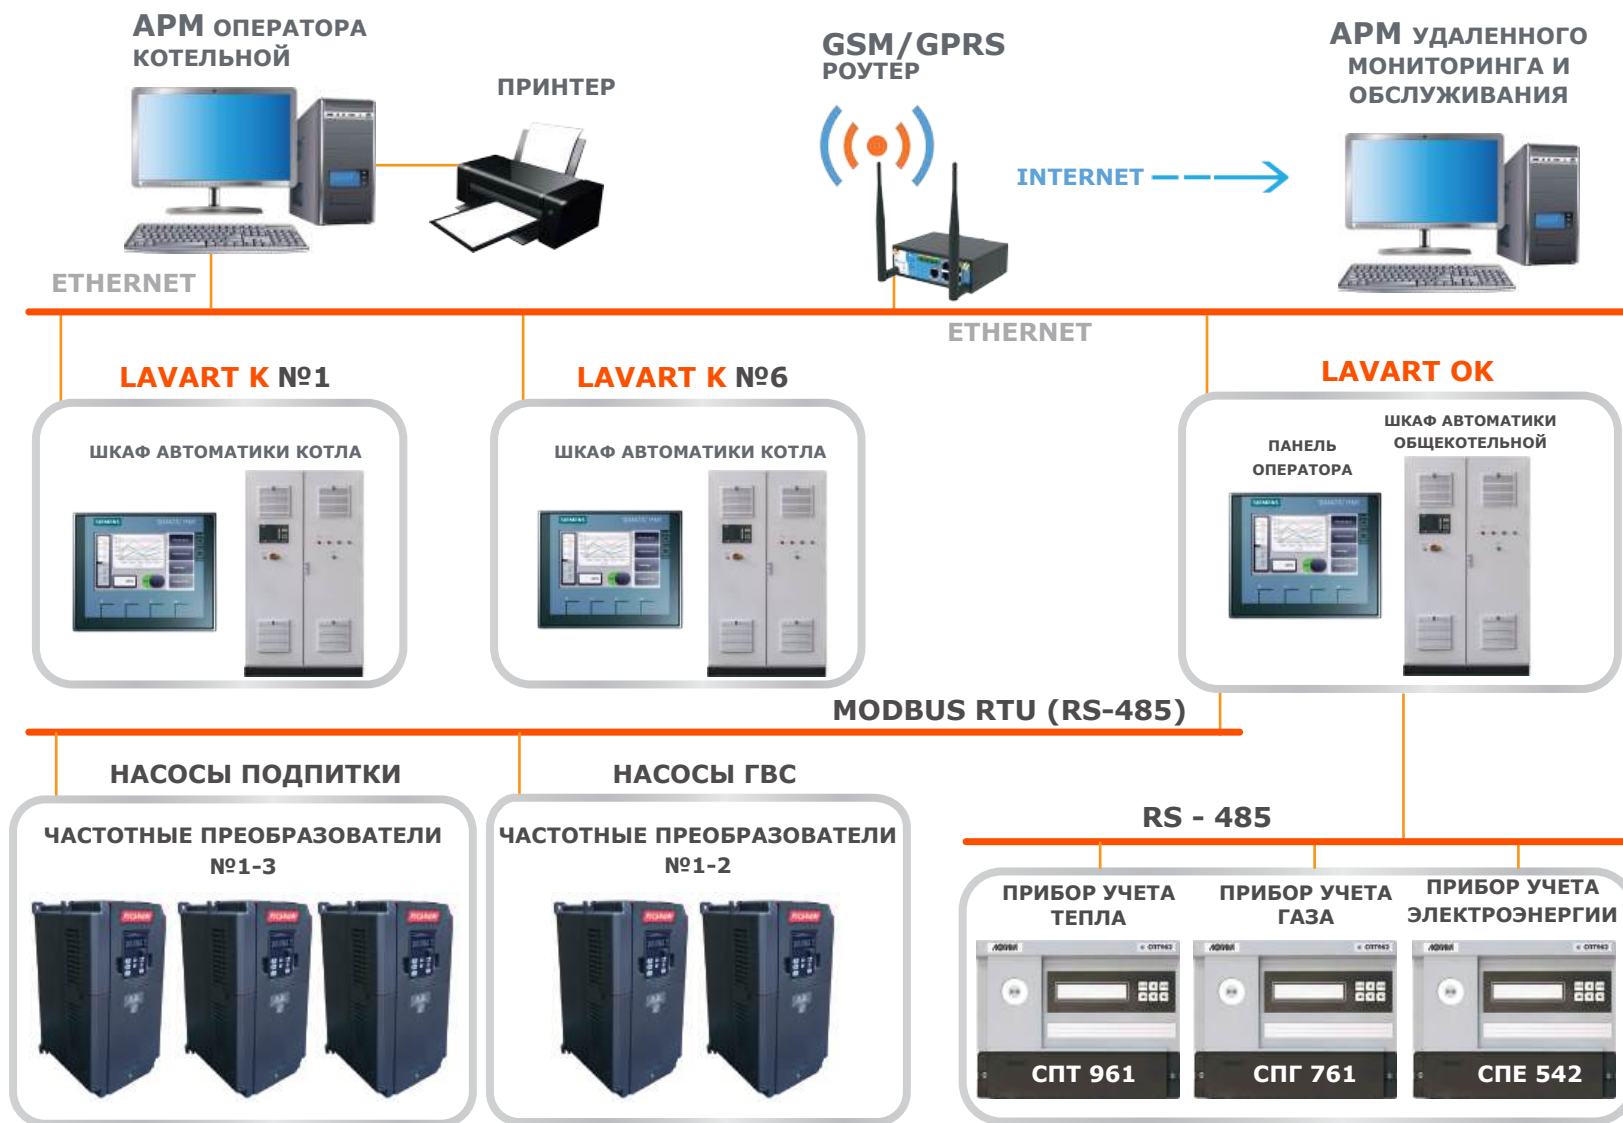 АРМ ОПЕРАТОРА
КОТЕЛЬНОЙ
ПРИНТЕР
GSM/GPRS
РОУТЕР
АРМ УДАЛЕННОГО
МОНИТОРИНГА И
ОБСЛУЖИВАНИЯ
INTERNET
ETHERNET
ETHERNET
LAVART K №1
LAVART K №6
LAVART OK
ШКАФ АВТОМАТИКИ КОТЛА
ШКАФ АВТОМАТИКИ КОТЛА
ПАНЕЛЬ
ОПЕРАТОРА
ШКАФ АВТОМАТИКИ
ОБЩЕКОТЕЛЬНОЙ
SIEMENS
SIEMENS
SIEMENS
MODBUS RTU (RS-485)
НАСОСЫ ПОДПИТКИ
НАСОСЫ ГВС
ЧАСТОТНЫЕ ПРЕОБРАЗОВАТЕЛИ
№1-3
ЧАСТОТНЫЕ ПРЕОБРАЗОВАТЕЛИ
№1-2
RS - 485
ПРИБОР УЧЕТА
ТЕПЛА
ПРИБОР УЧЕТА
ГАЗА
ПРИБОР УЧЕТА
ЭЛЕКТРОЭНЕРГИИ
СПТ 961
СПГ 761
СПЕ 542